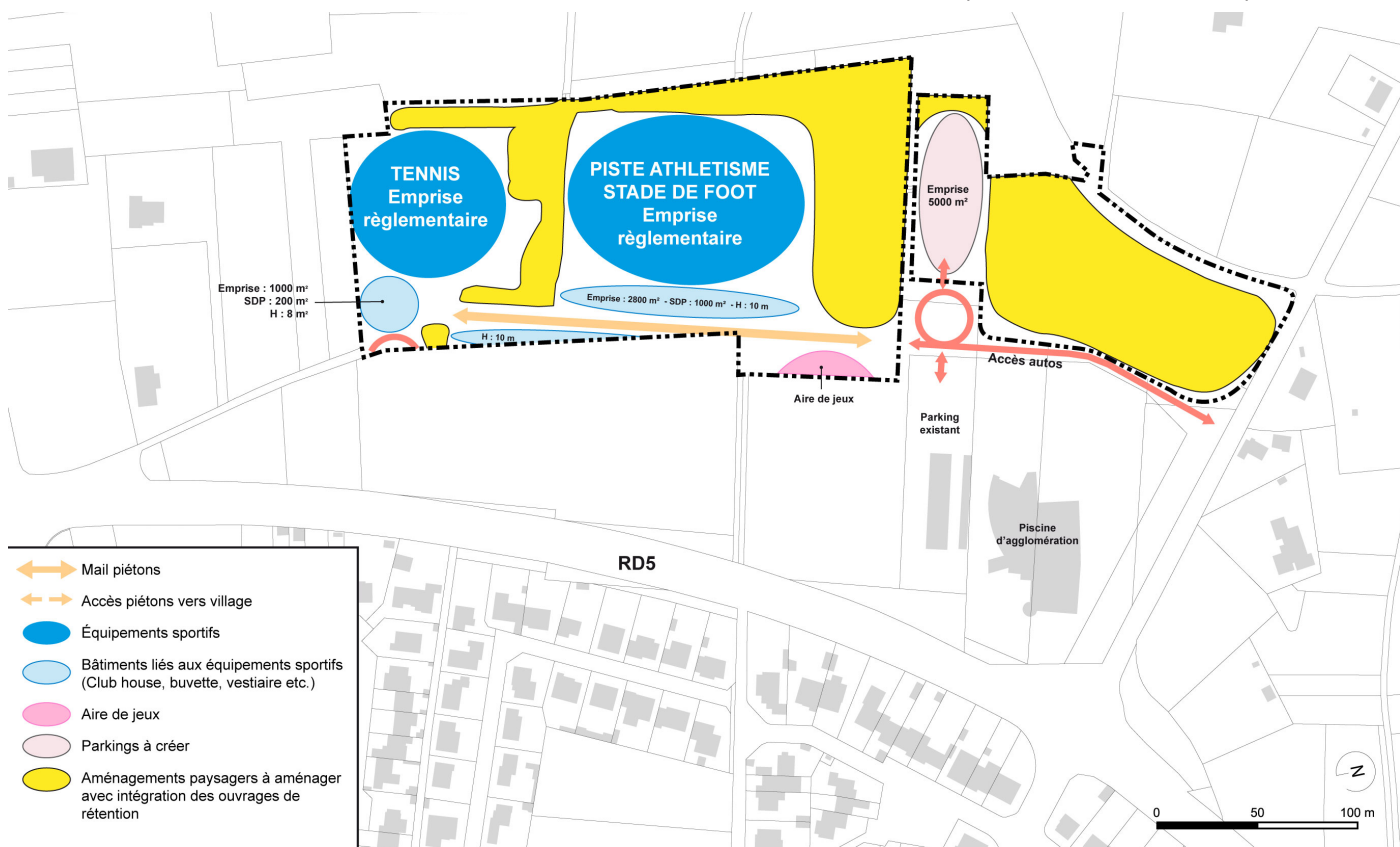 TENNIS
Emprise
règlementaire
PISTE ATHLETISME
STADE DE FOOT
Emprise
règlementaire
Emprise
5000 m²
Emprise : 1000 m²
SDP : 200 m²
H : 8 m²
Emprise : 2800 m² - SDP : 1000 m² - H : 10 m
H : 10 m
Accès autos
Aire de jeux
Parking
existant
Piscine
d'agglomération
RD5
Mail piétons
Accès piétons vers village
Équipements sportifs
Bâtiments liés aux équipements sportifs
(Club house, buvette, vestiaire etc.)
Aire de jeux
Parkings à créer
Aménagements paysagers à aménager
avec intégration des ouvrages de
rétention
N
0 50 100 m